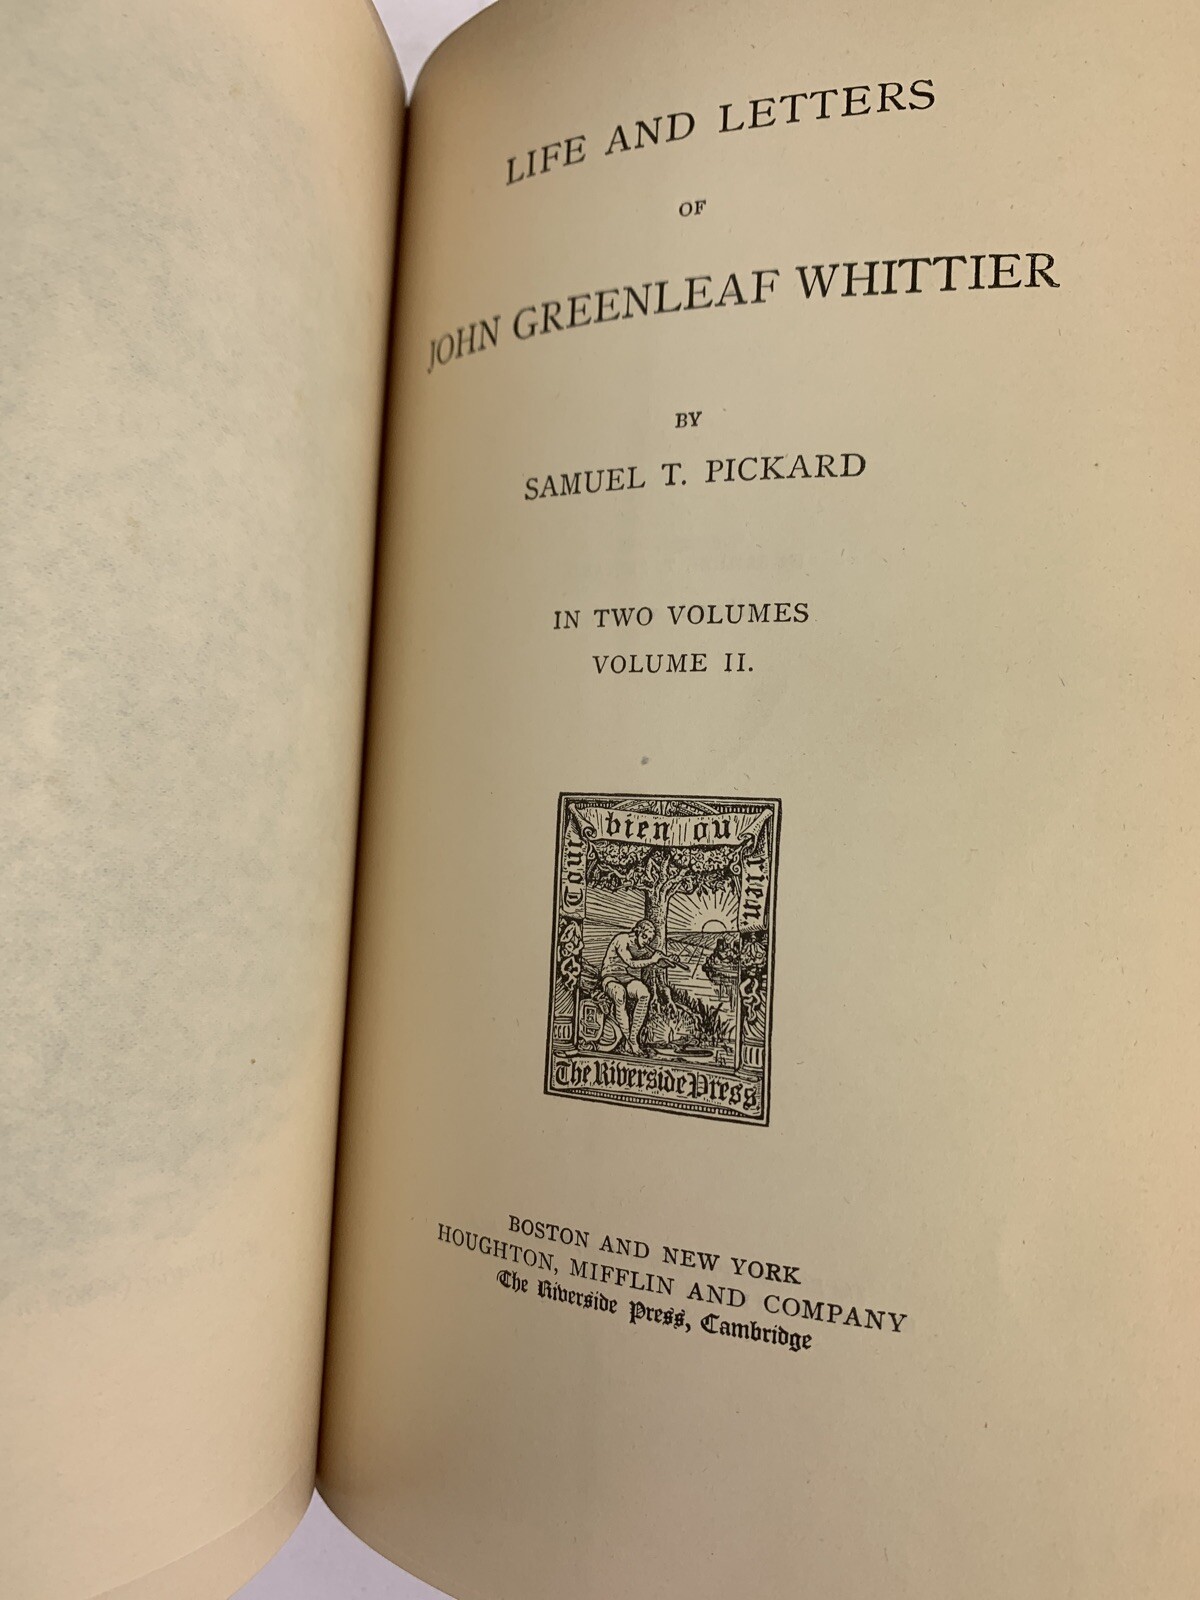 LIFE AND LETTERS
OF
JOHN GREENLEAF WHITTIER
BY
SAMUEL T. PICKARD
IN TWO VOLUMES
VOLUME II.
Tout bien ou rien.
The Riverside Press
BOSTON AND NEW YORK
HOUGHTON, MIFFLIN AND COMPANY
The Riverside Press, Cambridge